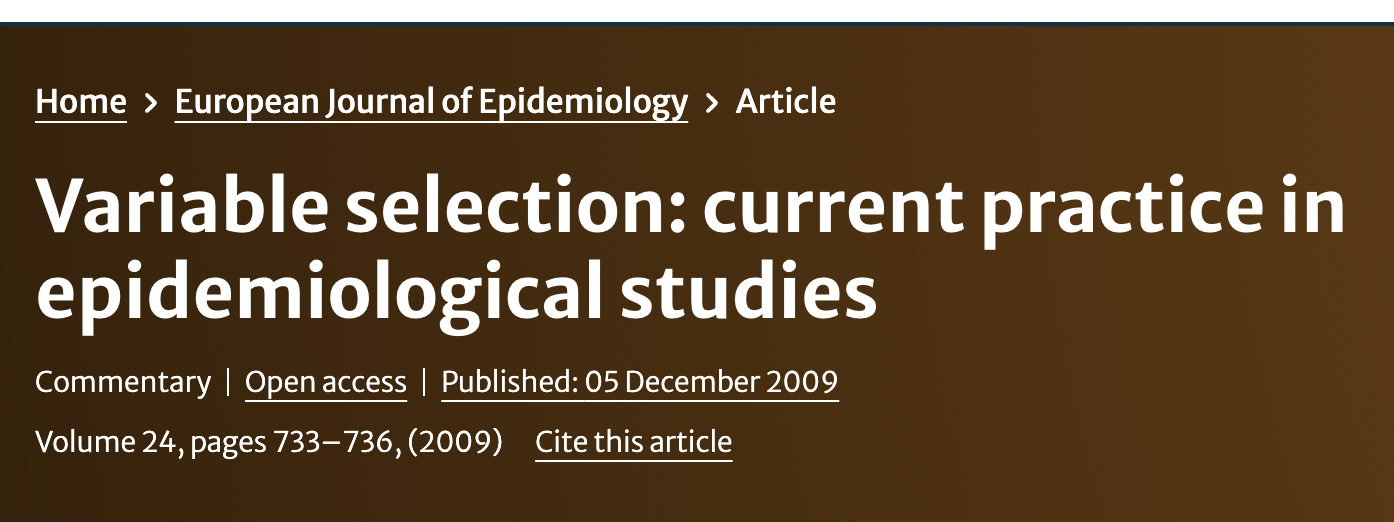 Home > European Journal of Epidemiology > Article
Variable selection: current practice in
epidemiological studies
Commentary | Open access | Published: 05 December 2009
Volume 24, pages 733–736, (2009) Cite this article